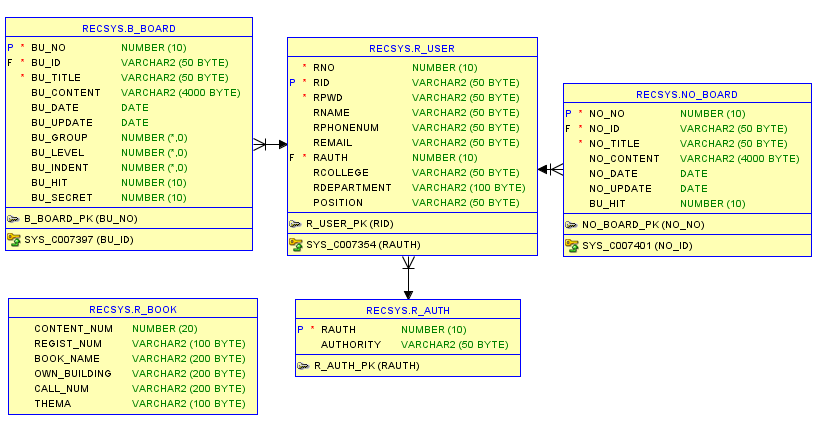 RECSYS.B_BOARD
P * BU_NO NUMBER (10)
F * BU_ID VARCHAR2 (50 BYTE)
* BU_TITLE VARCHAR2 (50 BYTE)
BU_CONTENT VARCHAR2 (4000 BYTE)
BU_DATE DATE
BU_UPDATE DATE
BU_GROUP NUMBER (*,0)
BU_LEVEL NUMBER (*,0)
BU_INDENT NUMBER (*,0)
BU_HIT NUMBER (10)
BU_SECRET NUMBER (10)
B_BOARD_PK (BU_NO)
SYS_C007397 (BU_ID)
RECSYS.R_USER
* RNO NUMBER (10)
P * RID VARCHAR2 (50 BYTE)
* RPWD VARCHAR2 (50 BYTE)
RNAME VARCHAR2 (50 BYTE)
RPHONENUM VARCHAR2 (50 BYTE)
REMAIL VARCHAR2 (50 BYTE)
F * RAUTH NUMBER (10)
RCOLLEGE VARCHAR2 (50 BYTE)
RDEPARTMENT VARCHAR2 (100 BYTE)
POSITION VARCHAR2 (50 BYTE)
R_USER_PK (RID)
SYS_C007354 (RAUTH)
RECSYS.NO_BOARD
P * NO_NO NUMBER (10)
F * NO_ID VARCHAR2 (50 BYTE)
* NO_TITLE VARCHAR2 (50 BYTE)
NO_CONTENT VARCHAR2 (4000 BYTE)
NO_DATE DATE
NO_UPDATE DATE
BU_HIT NUMBER (10)
NO_BOARD_PK (NO_NO)
SYS_C007401 (NO_ID)
RECSYS.R_BOOK
CONTENT_NUM NUMBER (20)
REGIST_NUM VARCHAR2 (100 BYTE)
BOOK_NAME VARCHAR2 (200 BYTE)
OWN_BUILDING VARCHAR2 (200 BYTE)
CALL_NUM VARCHAR2 (200 BYTE)
THEMA VARCHAR2 (100 BYTE)
RECSYS.R_AUTH
P * RAUTH NUMBER (10)
AUTHORITY VARCHAR2 (50 BYTE)
R_AUTH_PK (RAUTH)